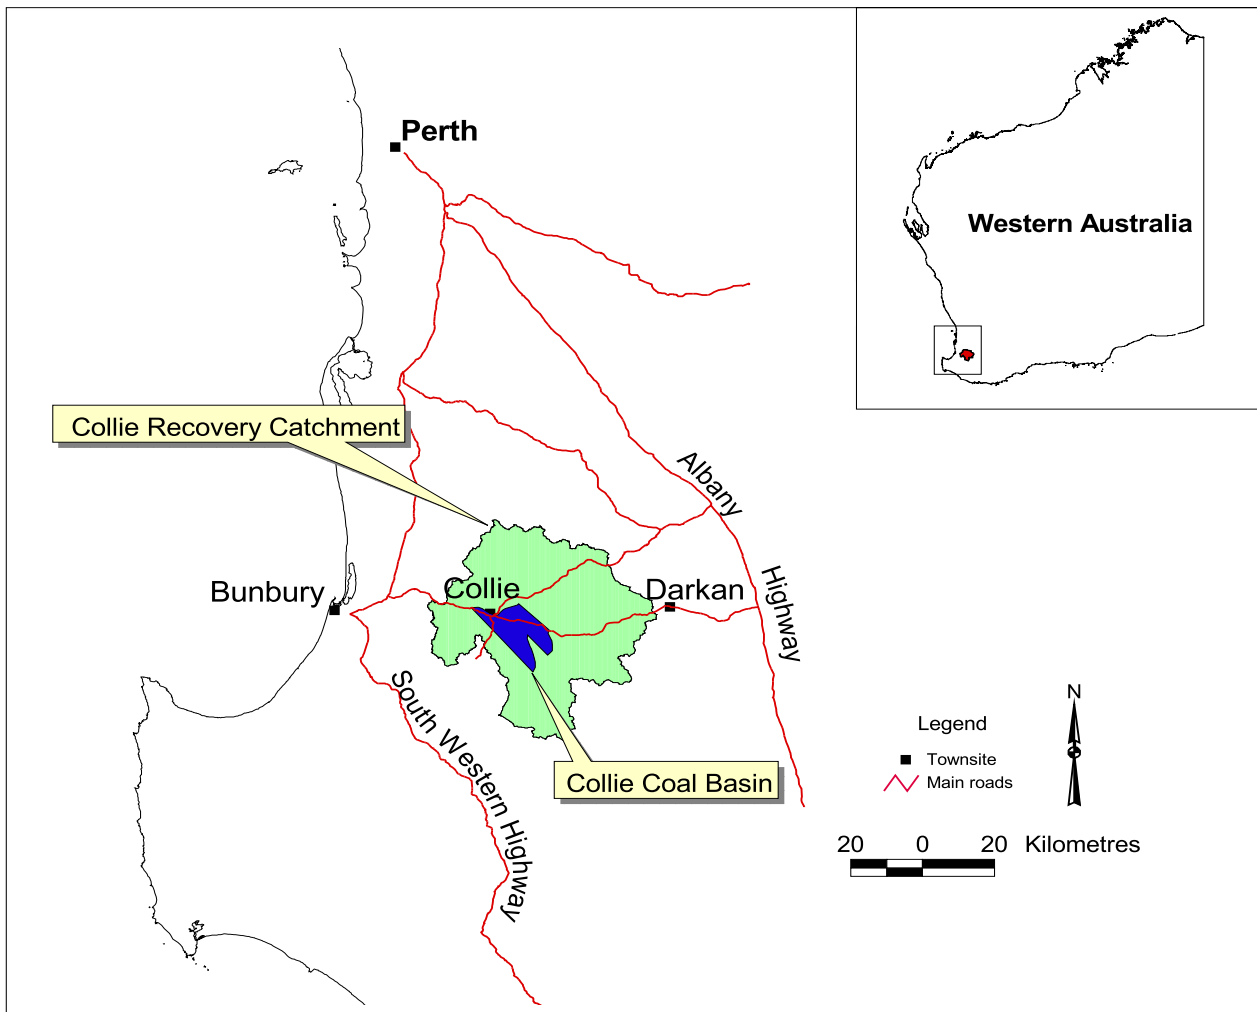 Perth
Western Australia
Collie Recovery Catchment
Albany
Highway
Bunbury
Collie
Darkan
South Western Highway
Collie Coal Basin
N
Legend
Townsite
Main roads
20 0 20 Kilometres